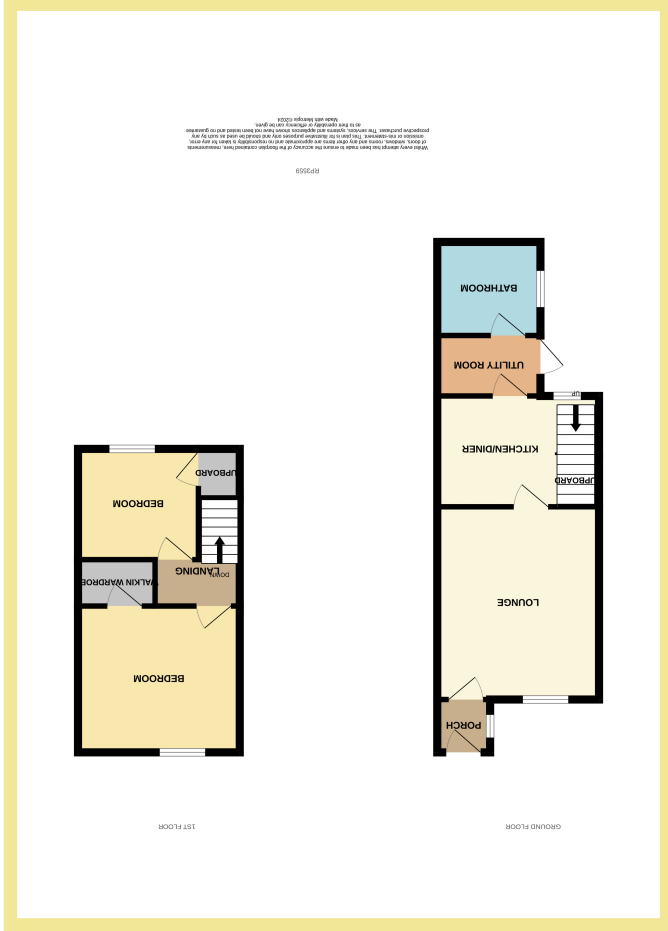 GROUND FLOOR
1ST FLOOR
PORCH
LOUNGE
UPBOARD
KITCHEN/DINER
UP
UTILITY ROOM
BATHROOM
BEDROOM
WALKIN WARDROBE
DOWN
LANDING
BEDROOM
UPBOARD
RP3559
Whilst every attempt has been made to ensure the accuracy of the floorplan contained here, measurements
of doors, windows, rooms and any other items are approximate and no responsibility is taken for any error,
omission or mis-statement. This plan is for illustrative purposes only and should be used as such by any
prospective purchaser. The services, systems and appliances shown have not been tested and no guarantee
as to their operability or efficiency can be given.
Made with Metropix ©2024